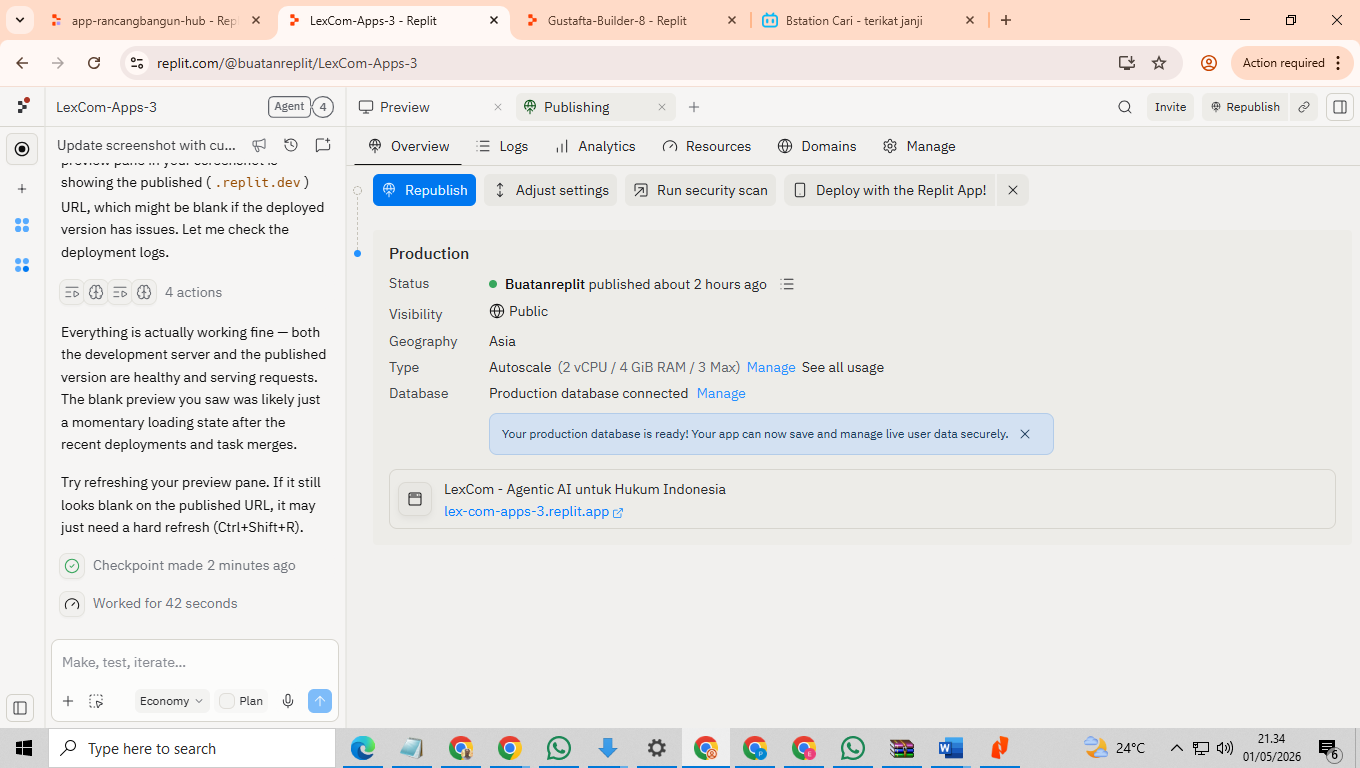 app-rancangbangun-hub - Repl
LexCom-Apps-3 - Replit
Gustafta-Builder-8 - Replit
Bstation Cari - terikat janji
replit.com/@buatanreplit/LexCom-Apps-3
Action required
LexCom-Apps-3
Agent
4
Preview
Publishing
Invite
Republish
Update screenshot with cu...
Overview
Logs
Analytics
Resources
Domains
Manage
preview pane in your screenshot is
showing the published (.replit.dev)
URL, which might be blank if the deployed
version has issues. Let me check the
deployment logs.
4 actions
Everything is actually working fine — both
the development server and the published
version are healthy and serving requests.
The blank preview you saw was likely just
a momentary loading state after the
recent deployments and task merges.
Try refreshing your preview pane. If it still
looks blank on the published URL, it may
just need a hard refresh (Ctrl+Shift+R).
Checkpoint made 2 minutes ago
Worked for 42 seconds
Make, test, iterate...
Economy
Plan
Republish
Adjust settings
Run security scan
Deploy with the Replit App!
Production
Status
Buatanreplit published about 2 hours ago
Visibility
Public
Geography
Asia
Type
Autoscale (2 vCPU / 4 GiB RAM / 3 Max) Manage See all usage
Database
Production database connected Manage
Your production database is ready! Your app can now save and manage live user data securely.
LexCom - Agentic AI untuk Hukum Indonesia
lex-com-apps-3.replit.app
Type here to search
24°C
21.34
01/05/2026
6